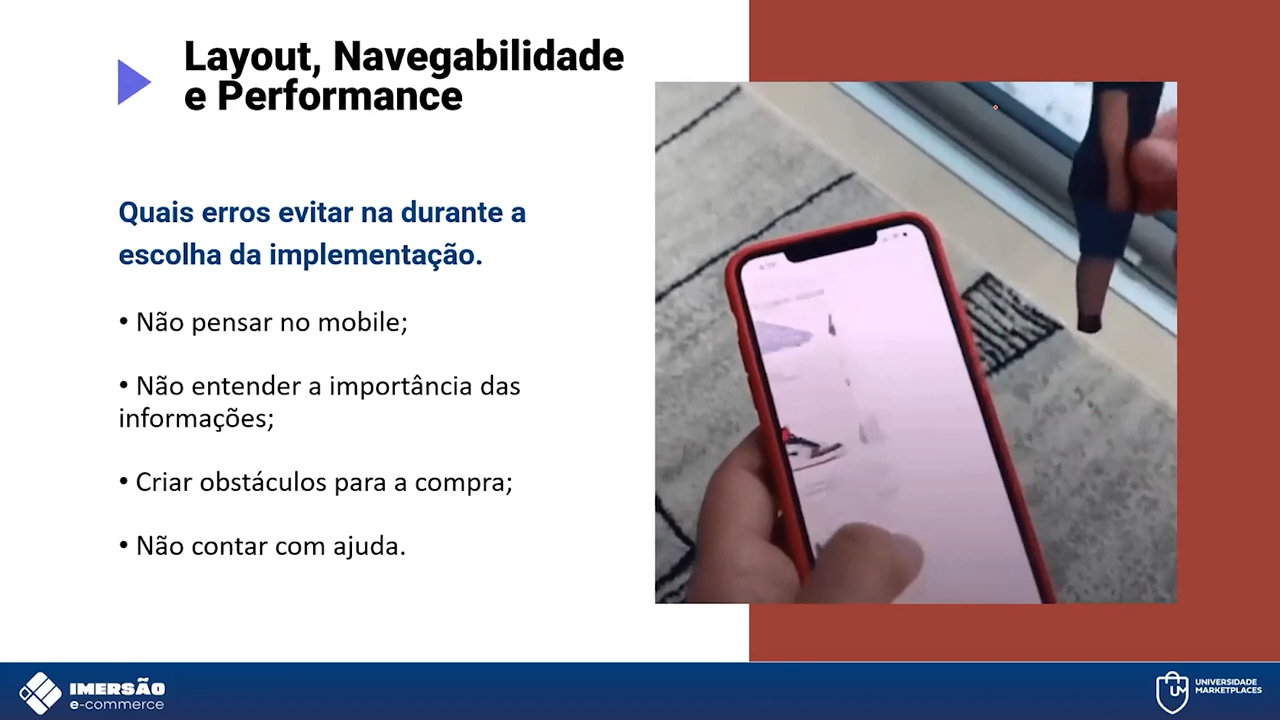 Layout, Navegabilidade
e Performance
Quais erros evitar na durante a
escolha da implementação.
• Não pensar no mobile;
• Não entender a importância das
informações;
• Criar obstáculos para a compra;
• Não contar com ajuda.
IMERSÃO
e-commerce
UM
UNIVERSIDADE
MARKETPLACES